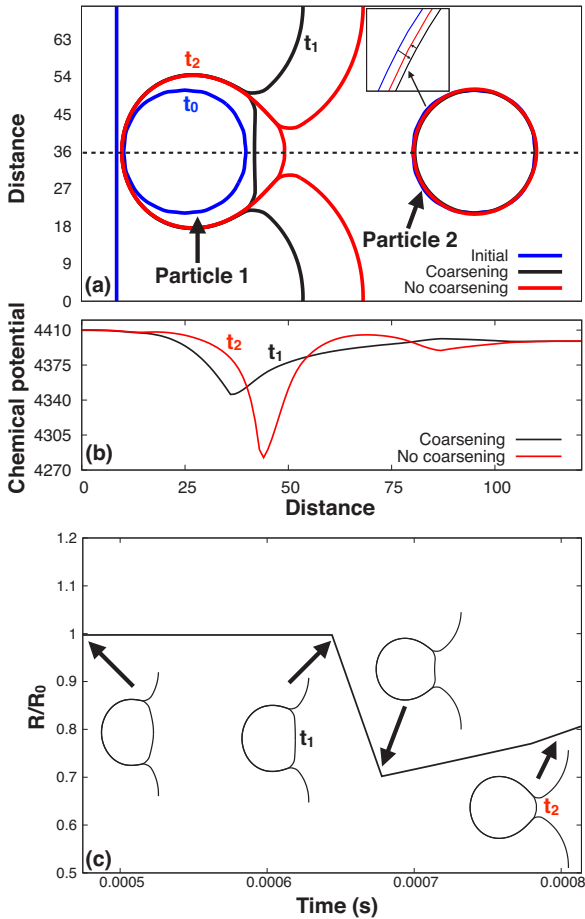 63
54
45
36
27
18
9
0
Distance
t₂
t₀
t₁
Particle 1
Particle 2
(a)
Initial
Coarsening
No coarsening
4410
4375
4340
4305
4270
Chemical potential
t₂
t₁
(b)
Coarsening
No coarsening
0
25
50
75
100
Distance
1.2
1.1
1
0.9
0.8
0.7
0.6
0.5
R/R₀
t₁
t₂
(c)
0.0005
0.0006
0.0007
0.0008
Time (s)